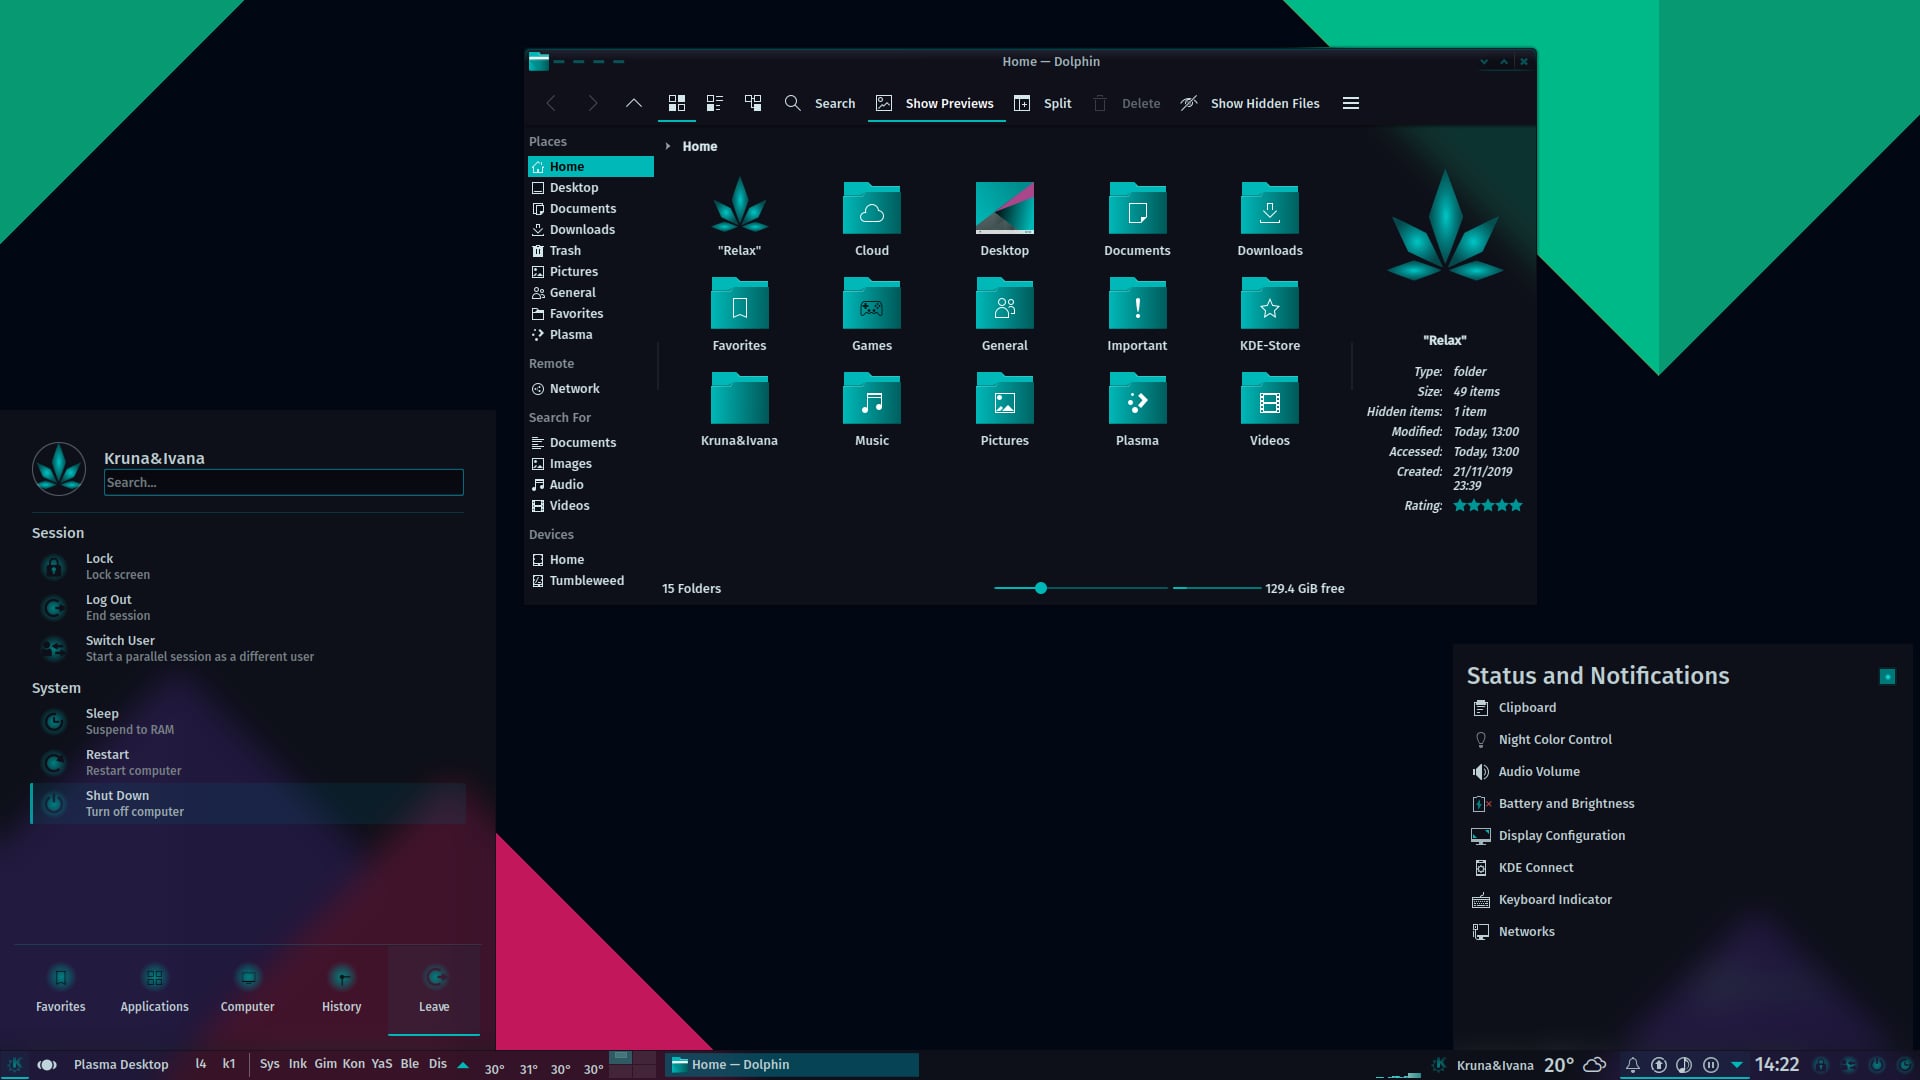 Home — Dolphin
Search
Show Previews
Split
Delete
Show Hidden Files
Places
Home
Desktop
Documents
Downloads
Trash
Pictures
General
Favorites
Plasma
Remote
Network
Search For
Documents
Images
Audio
Videos
Devices
Home
Tumbleweed
Home
"Relax"
Cloud
Desktop
Documents
Downloads
Favorites
Games
General
Important
KDE-Store
Kruna&Ivana
Music
Pictures
Plasma
Videos
15 Folders
129.4 GiB free
"Relax"
Type: folder
Size: 49 items
Hidden items: 1 item
Modified: Today, 13:00
Accessed: Today, 13:00
Created: 21/11/2019
23:39
Rating:
Kruna&Ivana
Search...
Session
Lock
Lock screen
Log Out
End session
Switch User
Start a parallel session as a different user
System
Sleep
Suspend to RAM
Restart
Restart computer
Shut Down
Turn off computer
Favorites
Applications
Computer
History
Leave
Status and Notifications
Clipboard
Night Color Control
Audio Volume
Battery and Brightness
Display Configuration
KDE Connect
Keyboard Indicator
Networks
Plasma Desktop
l4
k1
Sys
Ink
Gim
Kon
YaS
Ble
Dis
30°
31°
30°
30°
Home — Dolphin
Kruna&Ivana
20°
14:22